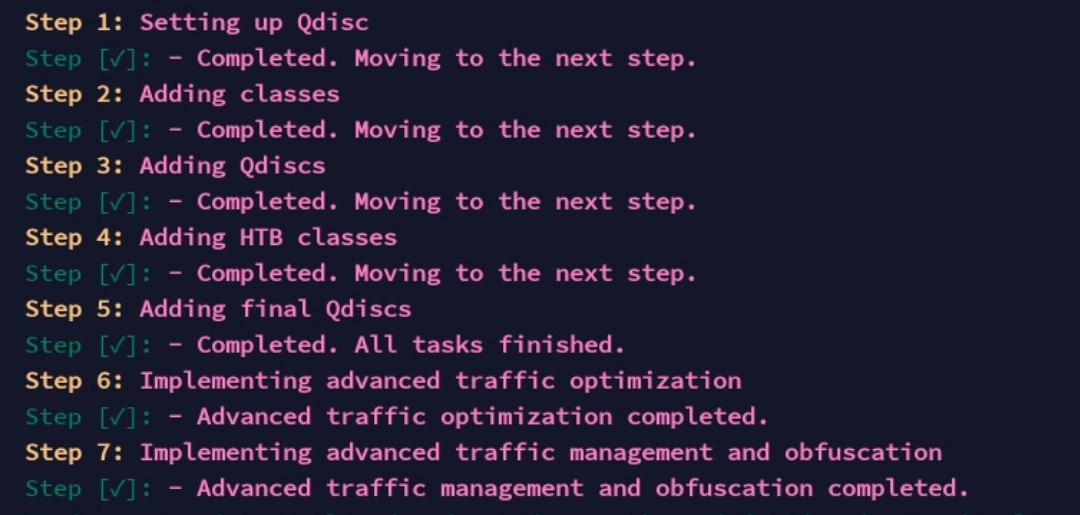 Step 1: Setting up Qdisc
Step [✓]: - Completed. Moving to the next step.
Step 2: Adding classes
Step [✓]: - Completed. Moving to the next step.
Step 3: Adding Qdiscs
Step [✓]: - Completed. Moving to the next step.
Step 4: Adding HTB classes
Step [✓]: - Completed. Moving to the next step.
Step 5: Adding final Qdiscs
Step [✓]: - Completed. All tasks finished.
Step 6: Implementing advanced traffic optimization
Step [✓]: - Advanced traffic optimization completed.
Step 7: Implementing advanced traffic management and obfuscation
Step [✓]: - Advanced traffic management and obfuscation completed.